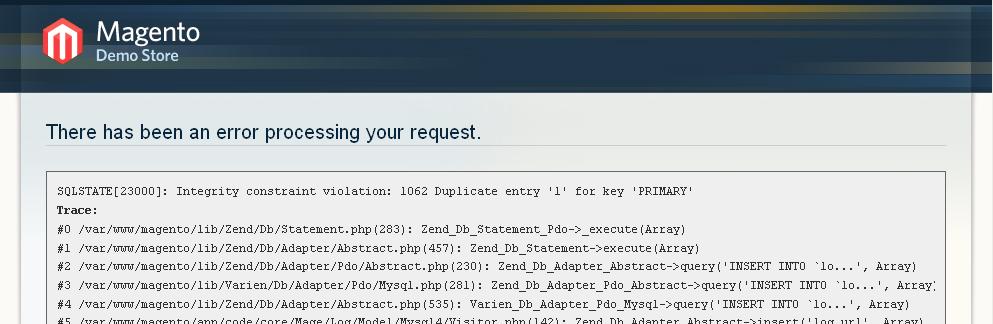 Magento
Demo Store
There has been an error processing your request.
SQLSTATE[23000]: Integrity constraint violation: 1062 Duplicate entry '1' for key 'PRIMARY'
Trace:
#0 /var/www/magento/lib/Zend/Db/Statement.php(283): Zend_Db_Statement_Pdo->_execute(Array)
#1 /var/www/magento/lib/Zend/Db/Adapter/Abstract.php(457): Zend_Db_Statement->execute(Array)
#2 /var/www/magento/lib/Zend/Db/Adapter/Pdo/Abstract.php(230): Zend_Db_Adapter_Abstract->query('INSERT INTO `lo...', Array)
#3 /var/www/magento/lib/Varien/Db/Adapter/Pdo/Mysql.php(281): Zend_Db_Adapter_Pdo_Abstract->query('INSERT INTO `lo...', Array)
#4 /var/www/magento/lib/Zend/Db/Adapter/Abstract.php(535): Varien_Db_Adapter_Pdo_Mysql->query('INSERT INTO `lo...', Array)
#5 /var/www/magento/app/code/core/Mage/Log/Model/Mysql4/Visitor.php(142): Zend_Db_Adapter_Abstract->insert('log_url', Array)